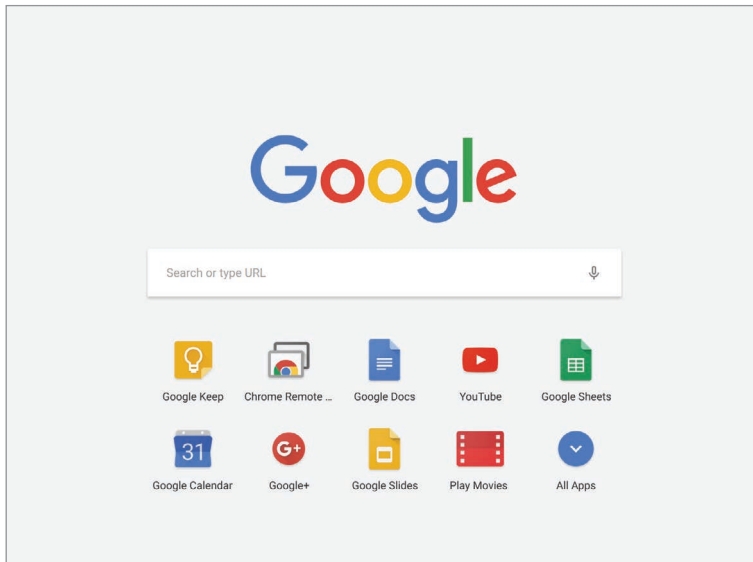 Google
Search or type URL
Google Keep
Chrome Remote ...
Google Docs
YouTube
Google Sheets
31
G+
Google Calendar
Google+
Google Slides
Play Movies
All Apps